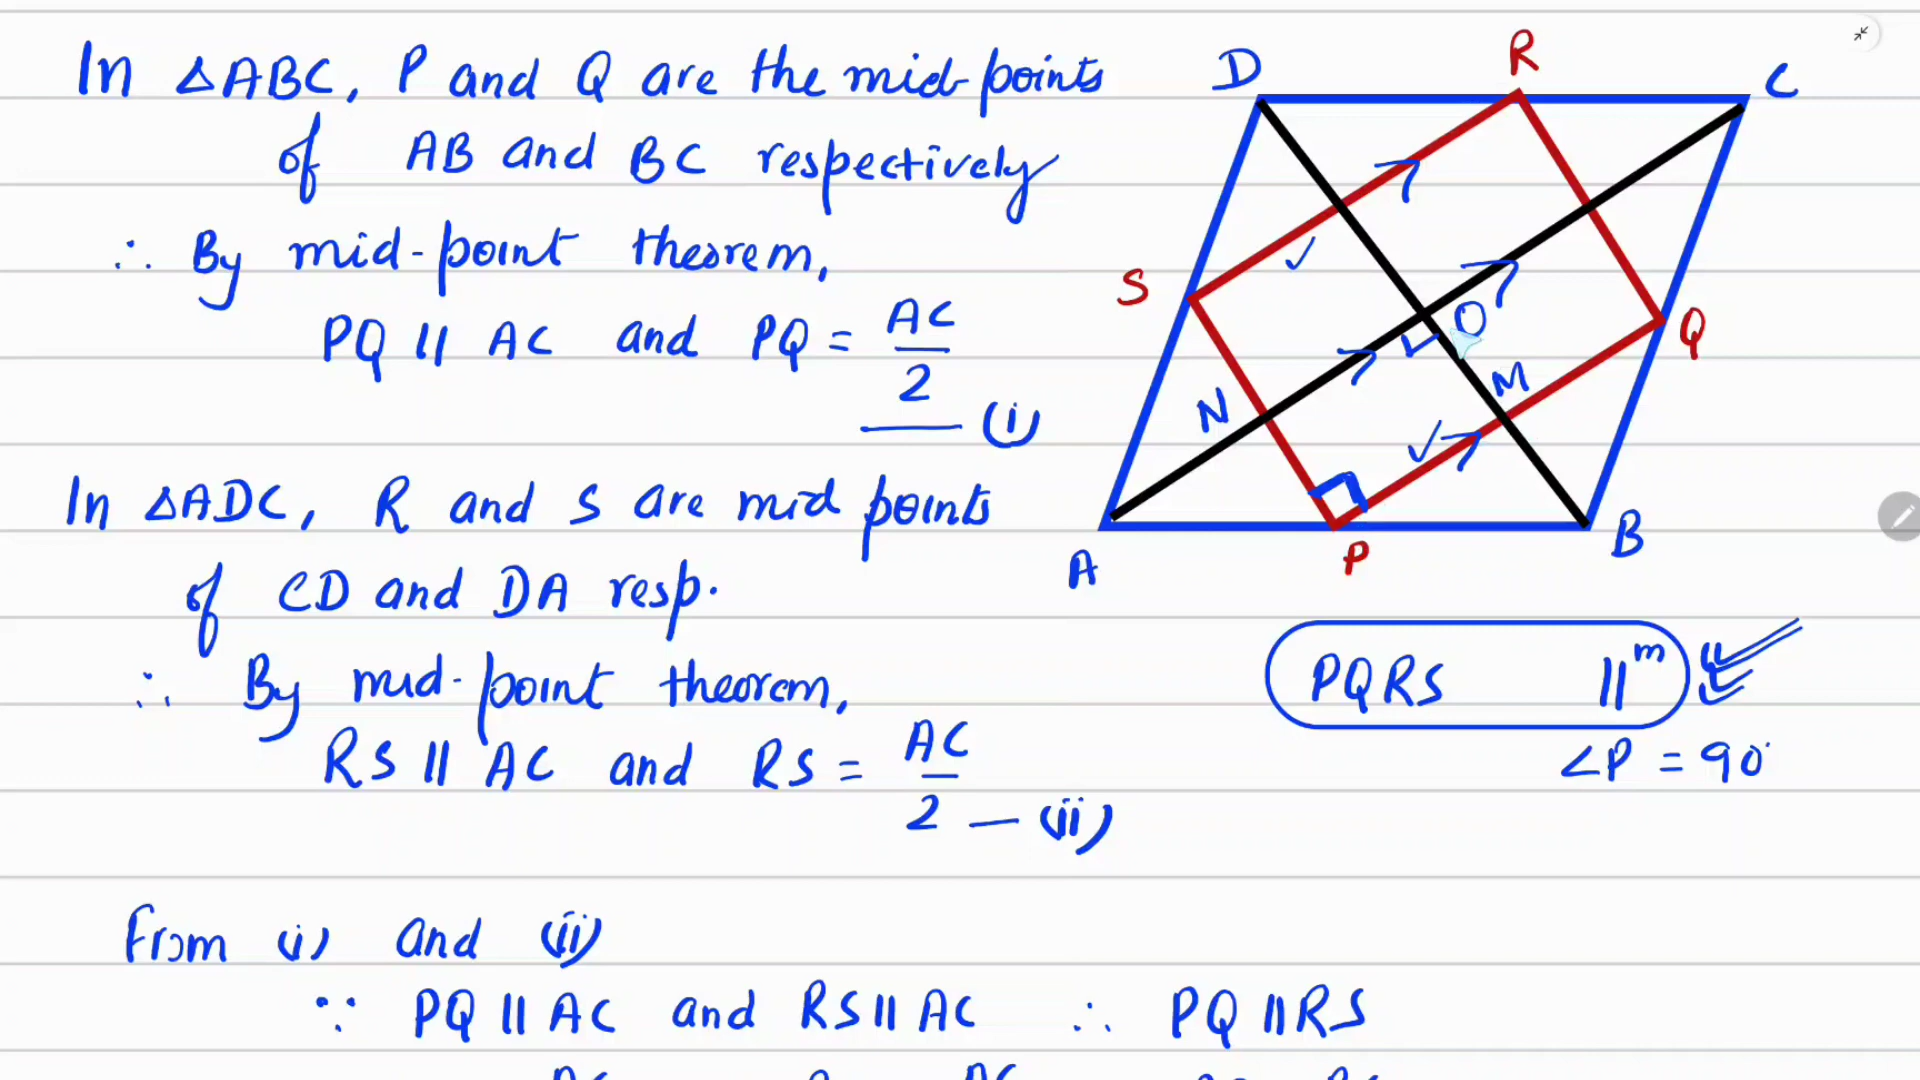 In △ABC, P and Q are the mid-points
of AB and BC respectively
∴ By mid-point theorem,
PQ || AC and PQ = AC/2
— (i)
In △ADC, R and S are mid points
of CD and DA resp.
∴ By mid-point theorem,
RS || AC and RS = AC/2 — (ii)
From (i) and (ii)
∵ PQ || AC and RS || AC ∴ PQ || RS
D R C
S O Q
N M
A P B
PQRS ||ᵐ
∠P = 90°